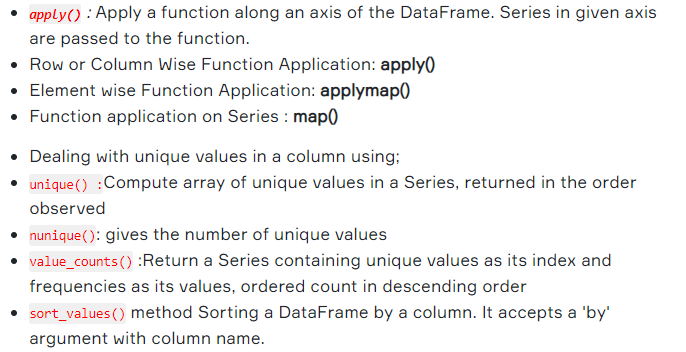 apply() : Apply a function along an axis of the DataFrame. Series in given axis
are passed to the function.
Row or Column Wise Function Application: apply()
Element wise Function Application: applymap()
Function application on Series : map()
Dealing with unique values in a column using;
unique() :Compute array of unique values in a Series, returned in the order
observed
nunique(): gives the number of unique values
value_counts() :Return a Series containing unique values as its index and
frequencies as its values, ordered count in descending order
sort_values() method Sorting a DataFrame by a column. It accepts a 'by'
argument with column name.